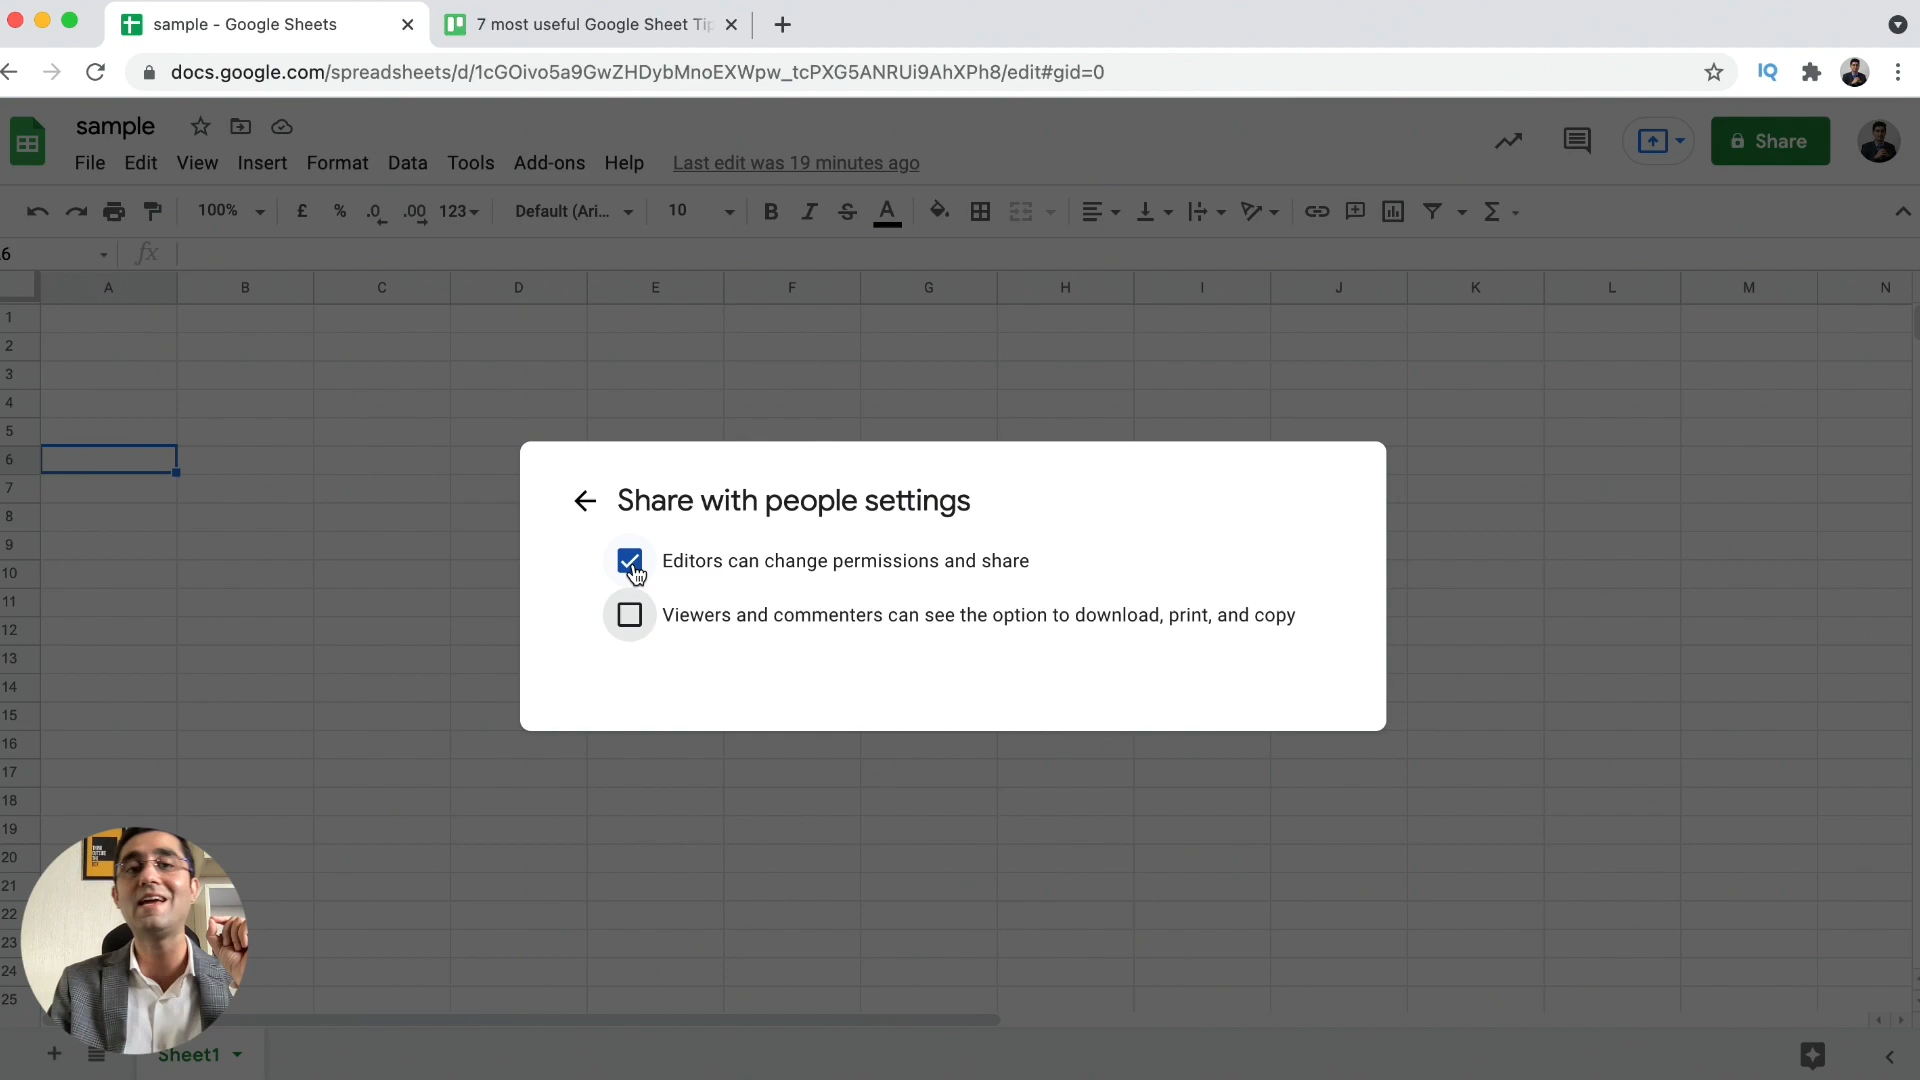 sample - Google Sheets
7 most useful Google Sheet Tip
docs.google.com/spreadsheets/d/1cGOivo5a9GwZHDybMnoEXWpw_tcPXG5ANRUi9AhXPh8/edit#gid=0
IQ
sample
File Edit View Insert Format Data Tools Add-ons Help Last edit was 19 minutes ago
Share
100% £ % .0 .00 123 Default (Ari... 10 B I S A Σ
6 fx
A B C D E F G H I J K L M N
1
2
3
4
5
6
7
8
9
10
11
12
13
14
15
16
17
18
19
20
21
22
23
24
25
Share with people settings
Editors can change permissions and share
Viewers and commenters can see the option to download, print, and copy
Sheet1